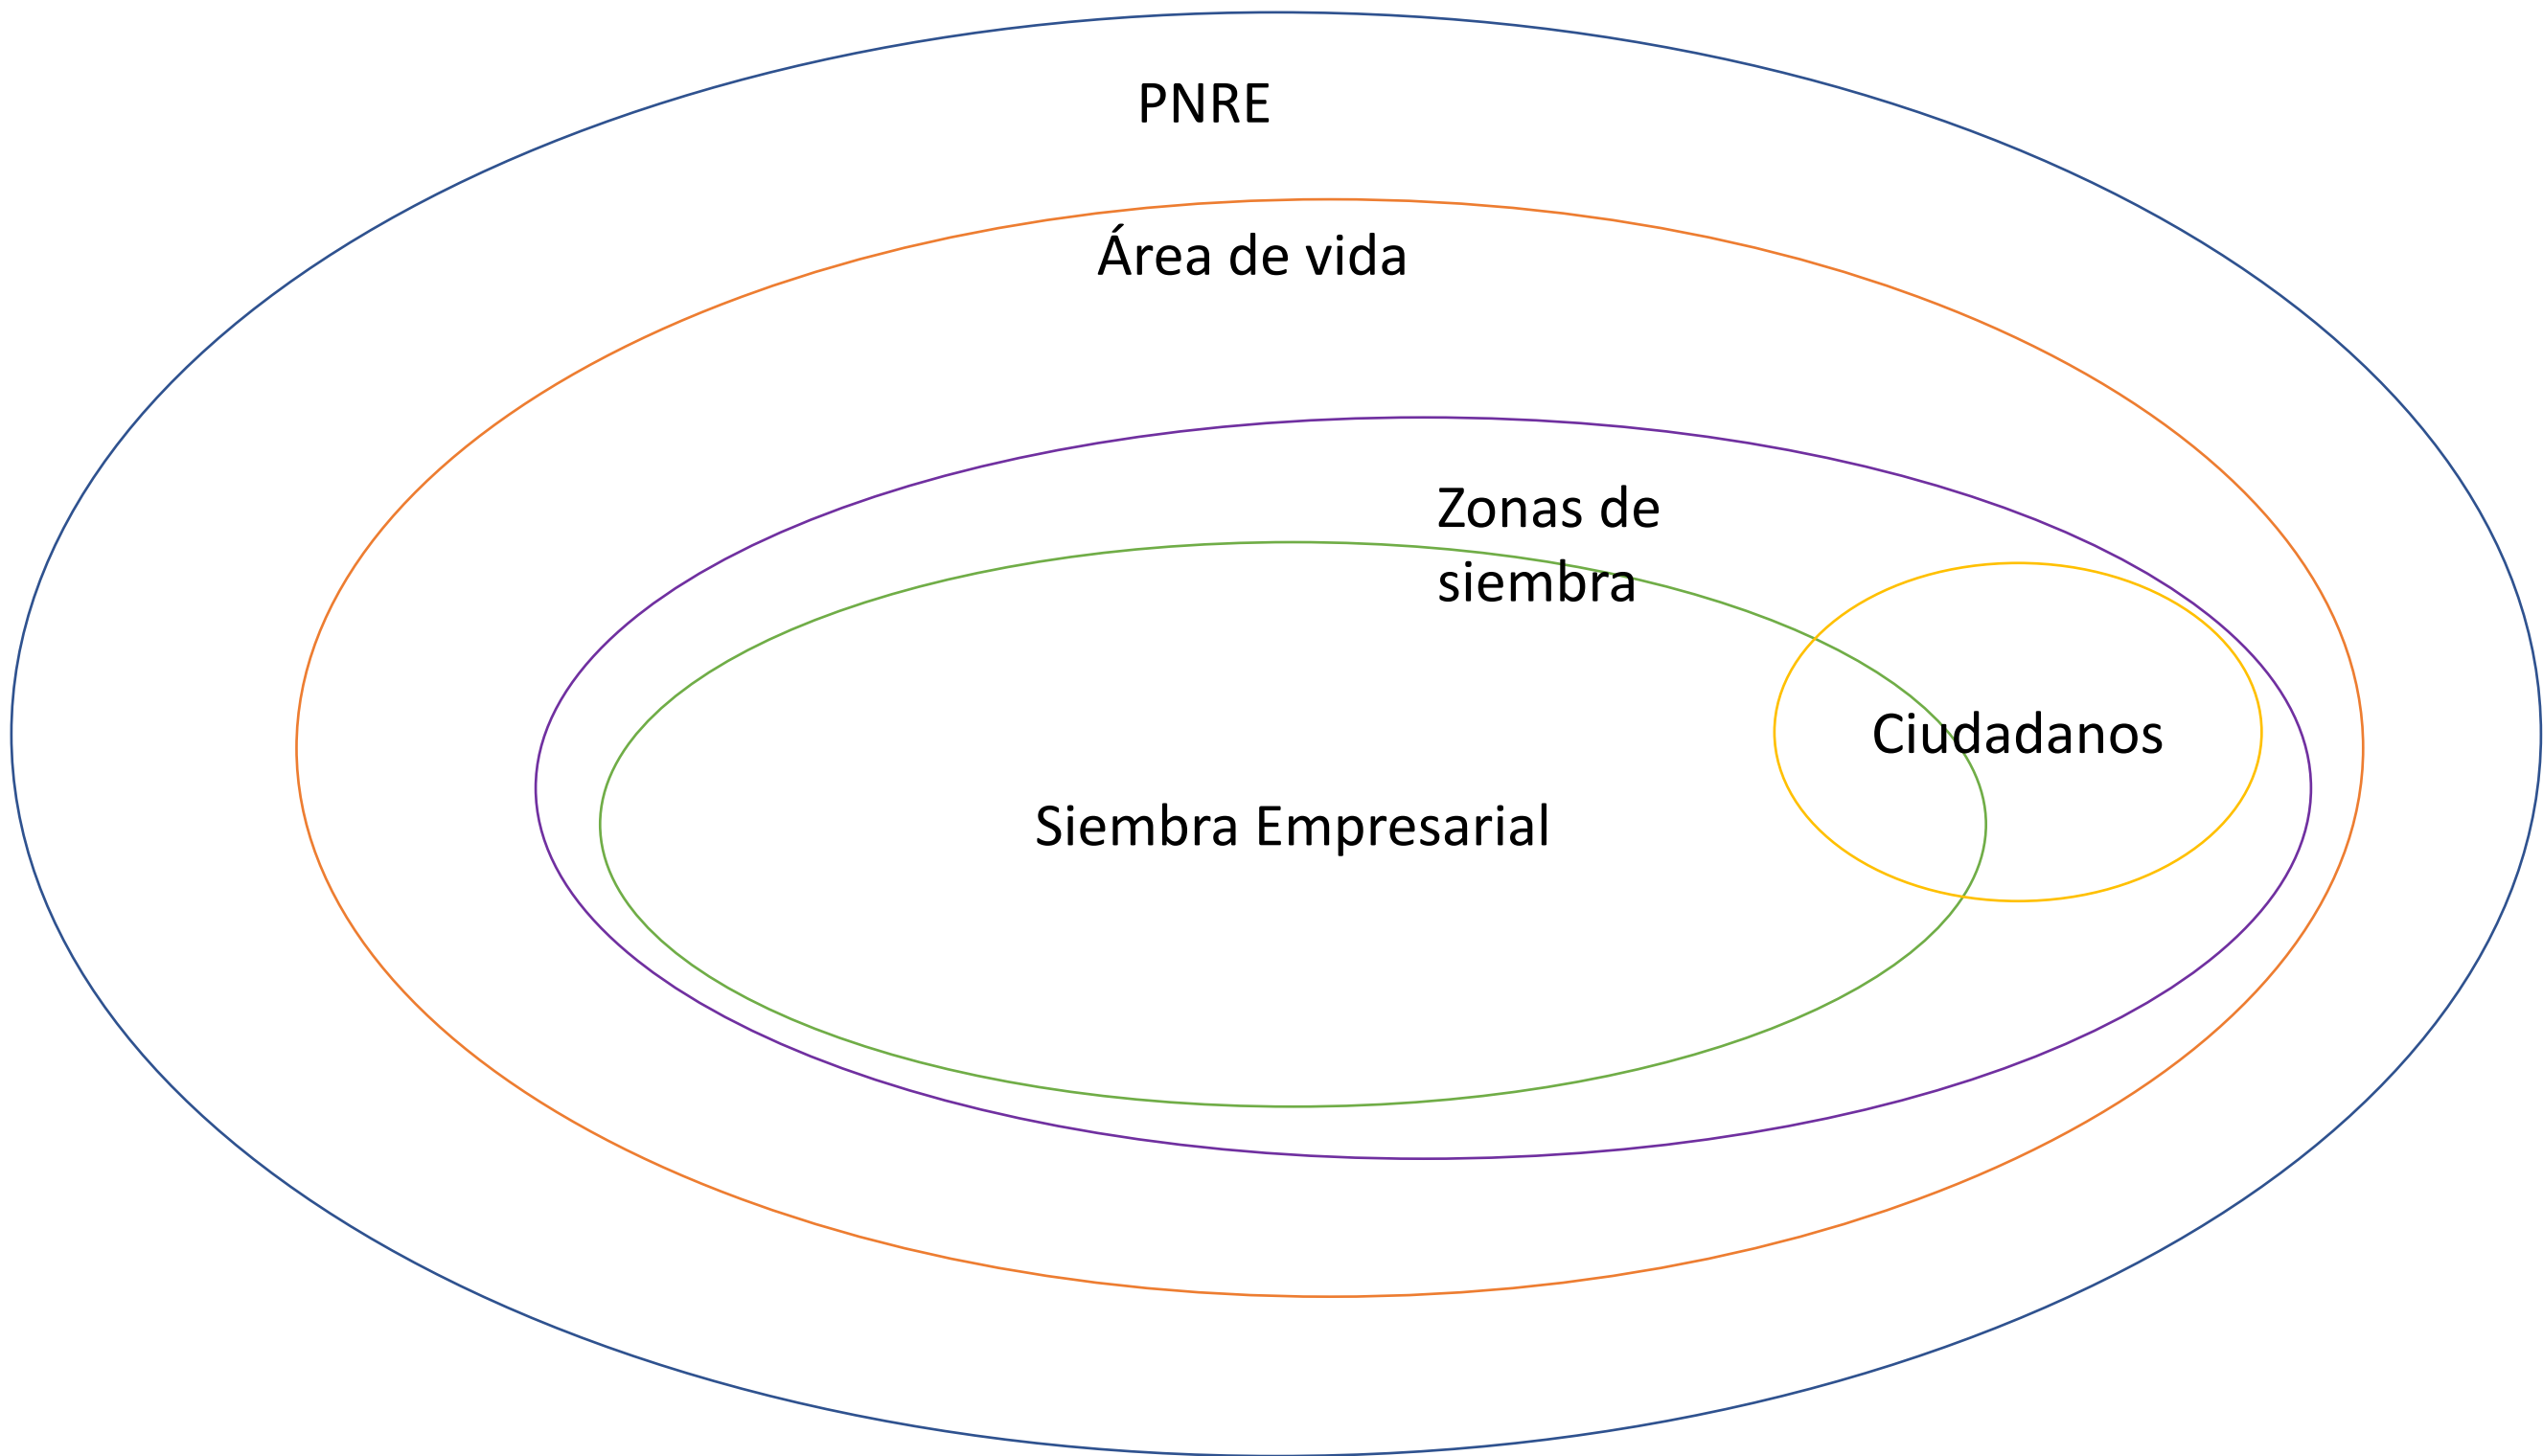 PNRE
Área de vida
Zonas de
siembra
Ciudadanos
Siembra Empresarial